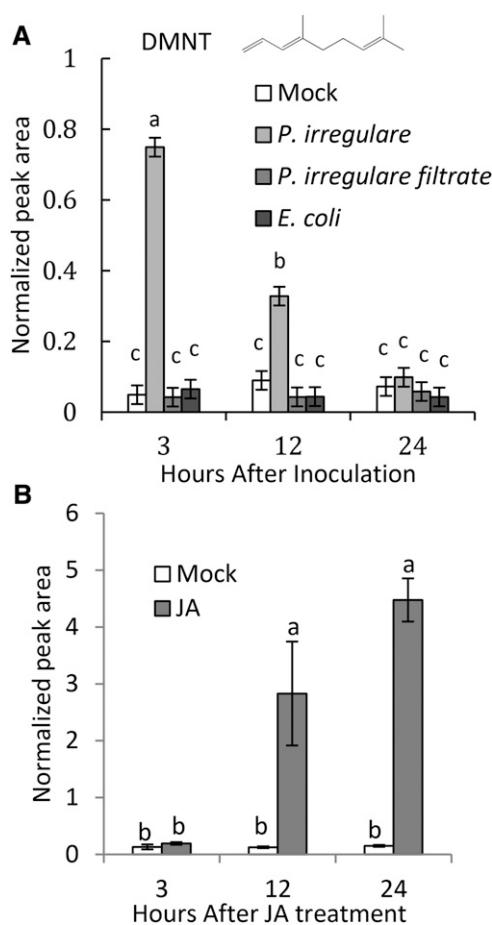 A
DMNT
Normalized peak area
1
0.8
0.6
0.4
0.2
0
Mock
P. irregulare
P. irregulare filtrate
E. coli
a
b
c c c
c c c
c c c c
3 12 24
Hours After Inoculation
B
Normalized peak area
6
5
4
3
2
1
0
Mock
JA
a
a
b b b b
3 12 24
Hours After JA treatment